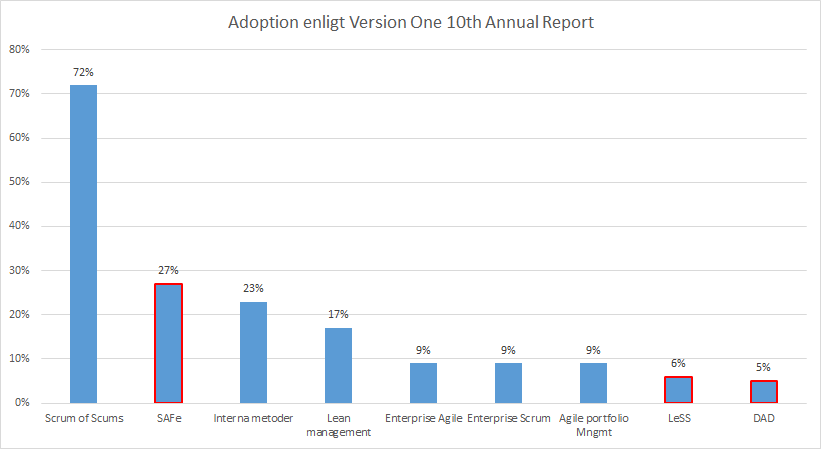 Adoption enligt Version One 10th Annual Report
80%
70%
60%
50%
40%
30%
20%
10%
0%
72%
27%
23%
17%
9%
9%
9%
6%
5%
Scrum of Scums
SAFe
Interna metoder
Lean
management
Enterprise Agile
Enterprise Scrum
Agile portfolio
Mngmt
LeSS
DAD